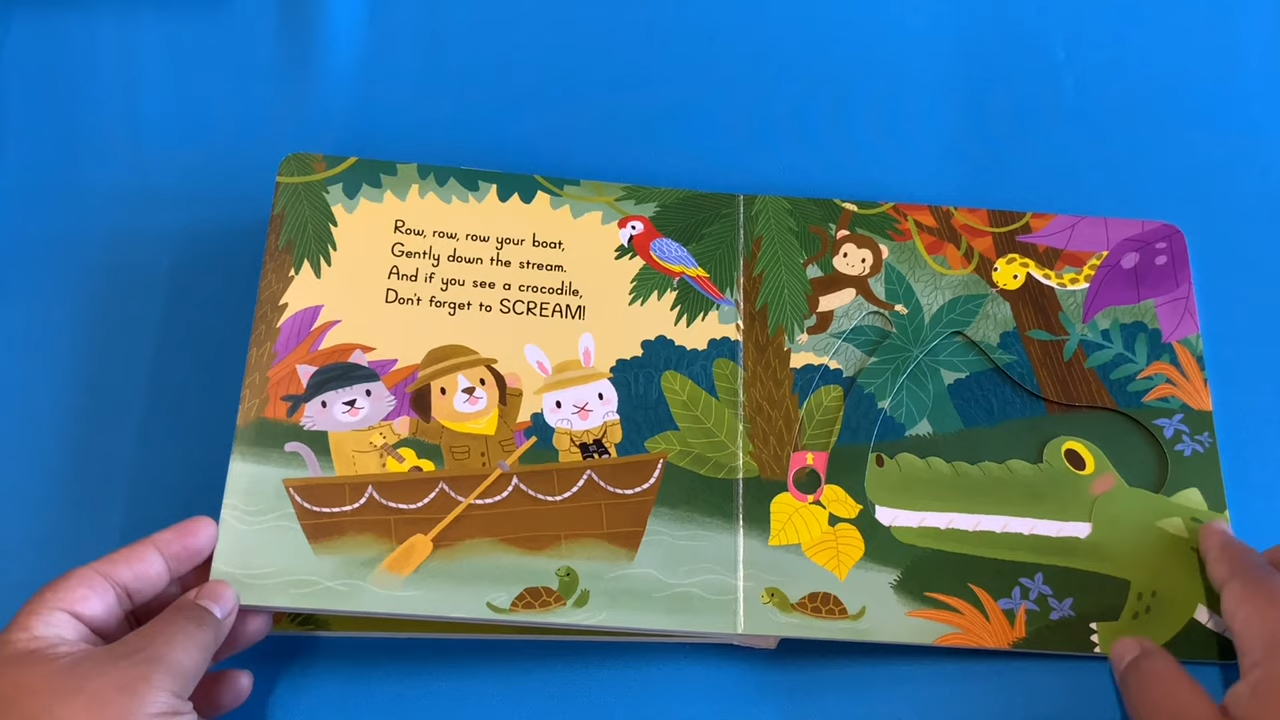 Row, row, row your boat,
Gently down the stream.
And if you see a crocodile,
Don't forget to SCREAM!